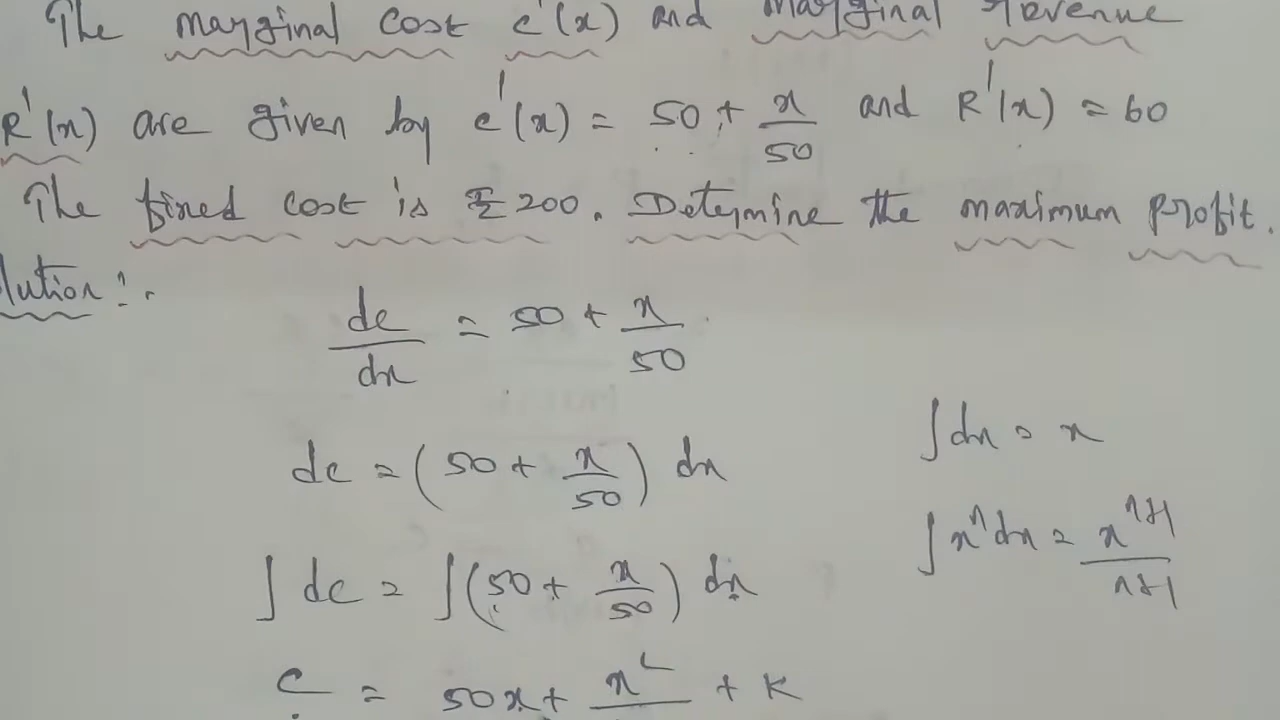 The marginal cost c'(x) and marginal revenue
R'(x) are given by c'(x) = 50 + x/50 and R'(x) = 60
The fixed cost is ₹ 200. Determine the maximum profit.
lution :-
dc/dx = 50 + x/50
dc = (50 + x/50) dx
∫dx = x
∫x^n dx = x^(n+1)/(n+1)
∫dc = ∫(50 + x/50) dx
c = 50x + x² + k